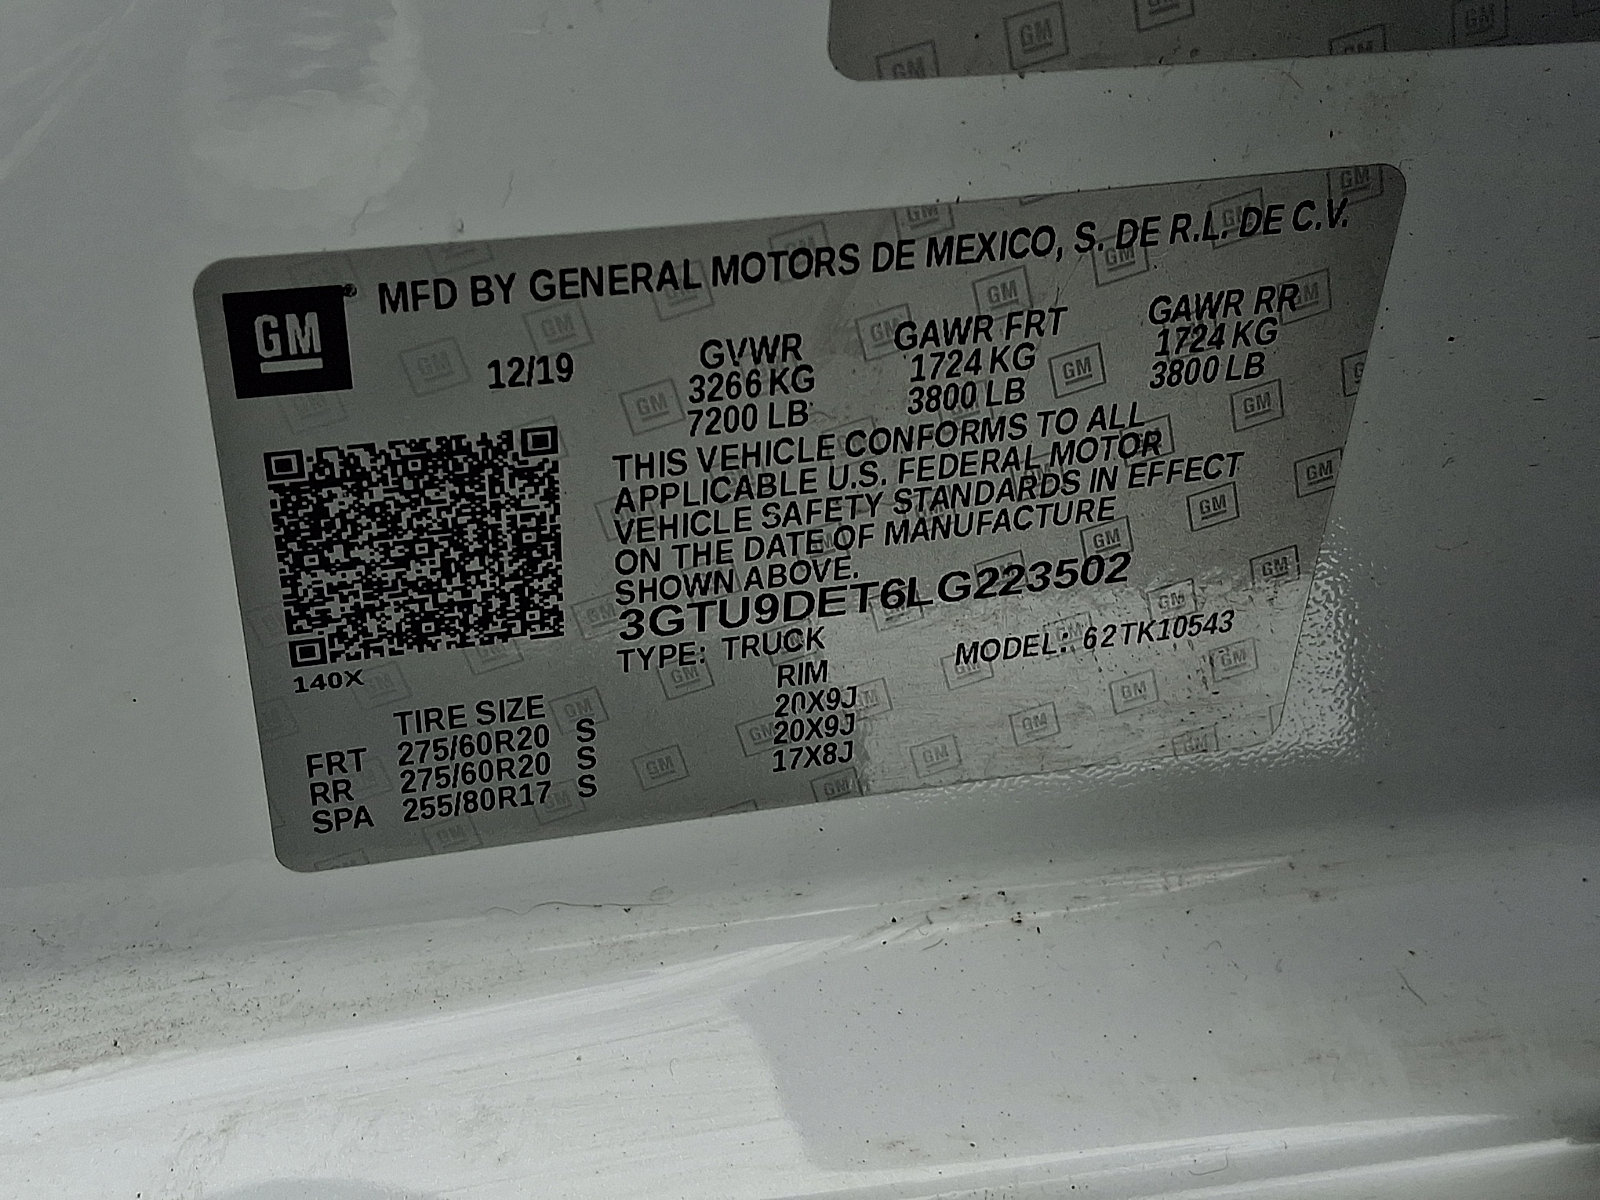 GM
MFD BY GENERAL MOTORS DE MEXICO, S. DE R.L. DE C.V.
12/19
GVWR GAWR FRT GAWR RR
3266 KG 1724 KG 1724 KG
7200 LB 3800 LB 3800 LB
THIS VEHICLE CONFORMS TO ALL
APPLICABLE U.S. FEDERAL MOTOR
VEHICLE SAFETY STANDARDS IN EFFECT
ON THE DATE OF MANUFACTURE
SHOWN ABOVE.
3GTU9DET6LG223502
TYPE: TRUCK MODEL: 62TK10543
140X
TIRE SIZE RIM
FRT 275/60R20 S 20X9J
RR 275/60R20 S 20X9J
SPA 255/80R17 S 17X8J